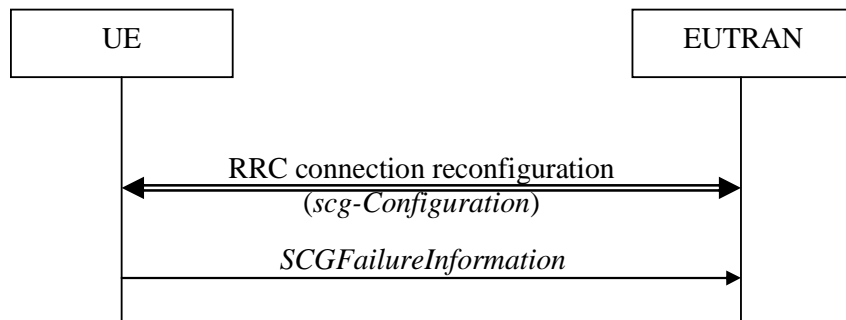 UE
EUTRAN
RRC connection reconfiguration
(scg-Configuration)
SCGFailureInformation